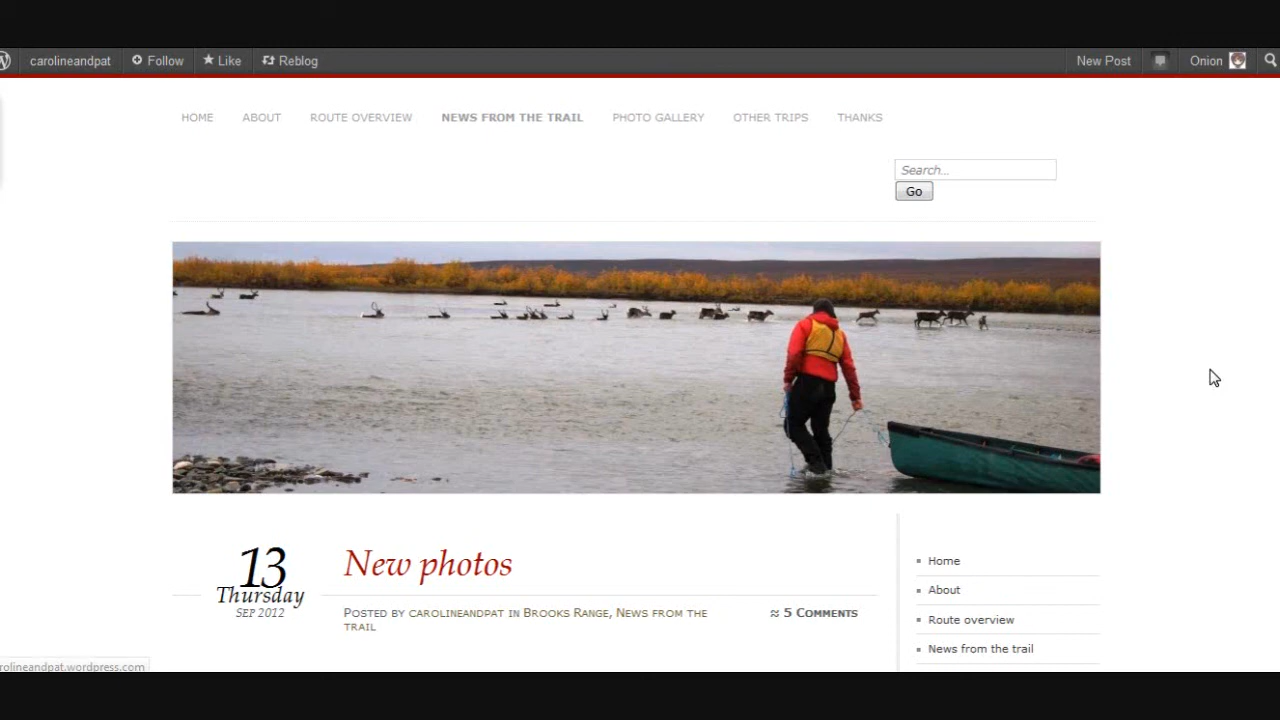 carolineandpat Follow Like Reblog New Post Onion
HOME ABOUT ROUTE OVERVIEW NEWS FROM THE TRAIL PHOTO GALLERY OTHER TRIPS THANKS
Search...
Go
13
Thursday
SEP 2012
New photos
POSTED BY CAROLINEANDPAT IN BROOKS RANGE, NEWS FROM THE
TRAIL
≈ 5 COMMENTS
Home
About
Route overview
News from the trail
rolineandpat.wordpress.com